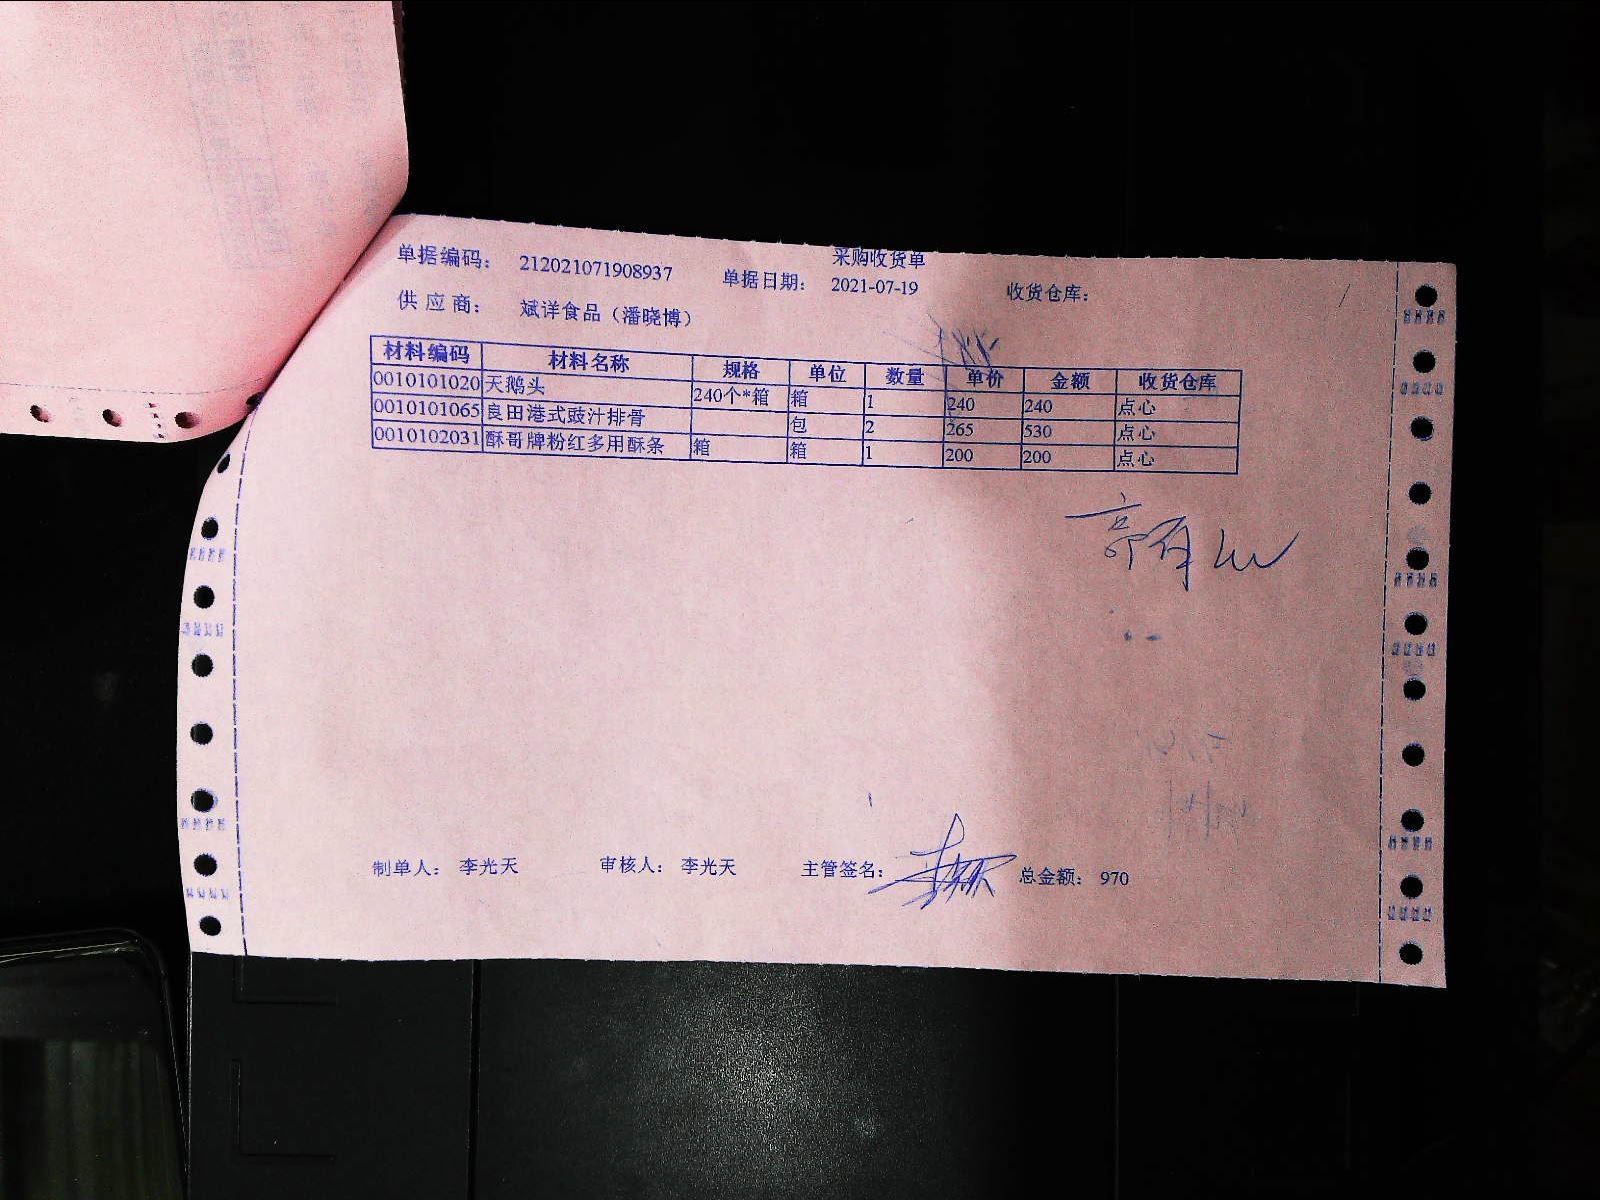 采购收货单
单据编码： 212021071908937 单据日期： 2021-07-19 收货仓库：
供 应 商： 斌详食品（潘晓博）
材料编码 材料名称 规格 单位 数量 单价 金额 收货仓库
0010101020 天鹅头 240个*箱 箱 1 240 240 点心
0010101065 良田港式豉汁排骨 包 2 265 530 点心
0010102031 酥哥牌粉红多用酥条 箱 箱 1 200 200 点心
制单人： 李光天 审核人： 李光天 主管签名： 总金额： 970